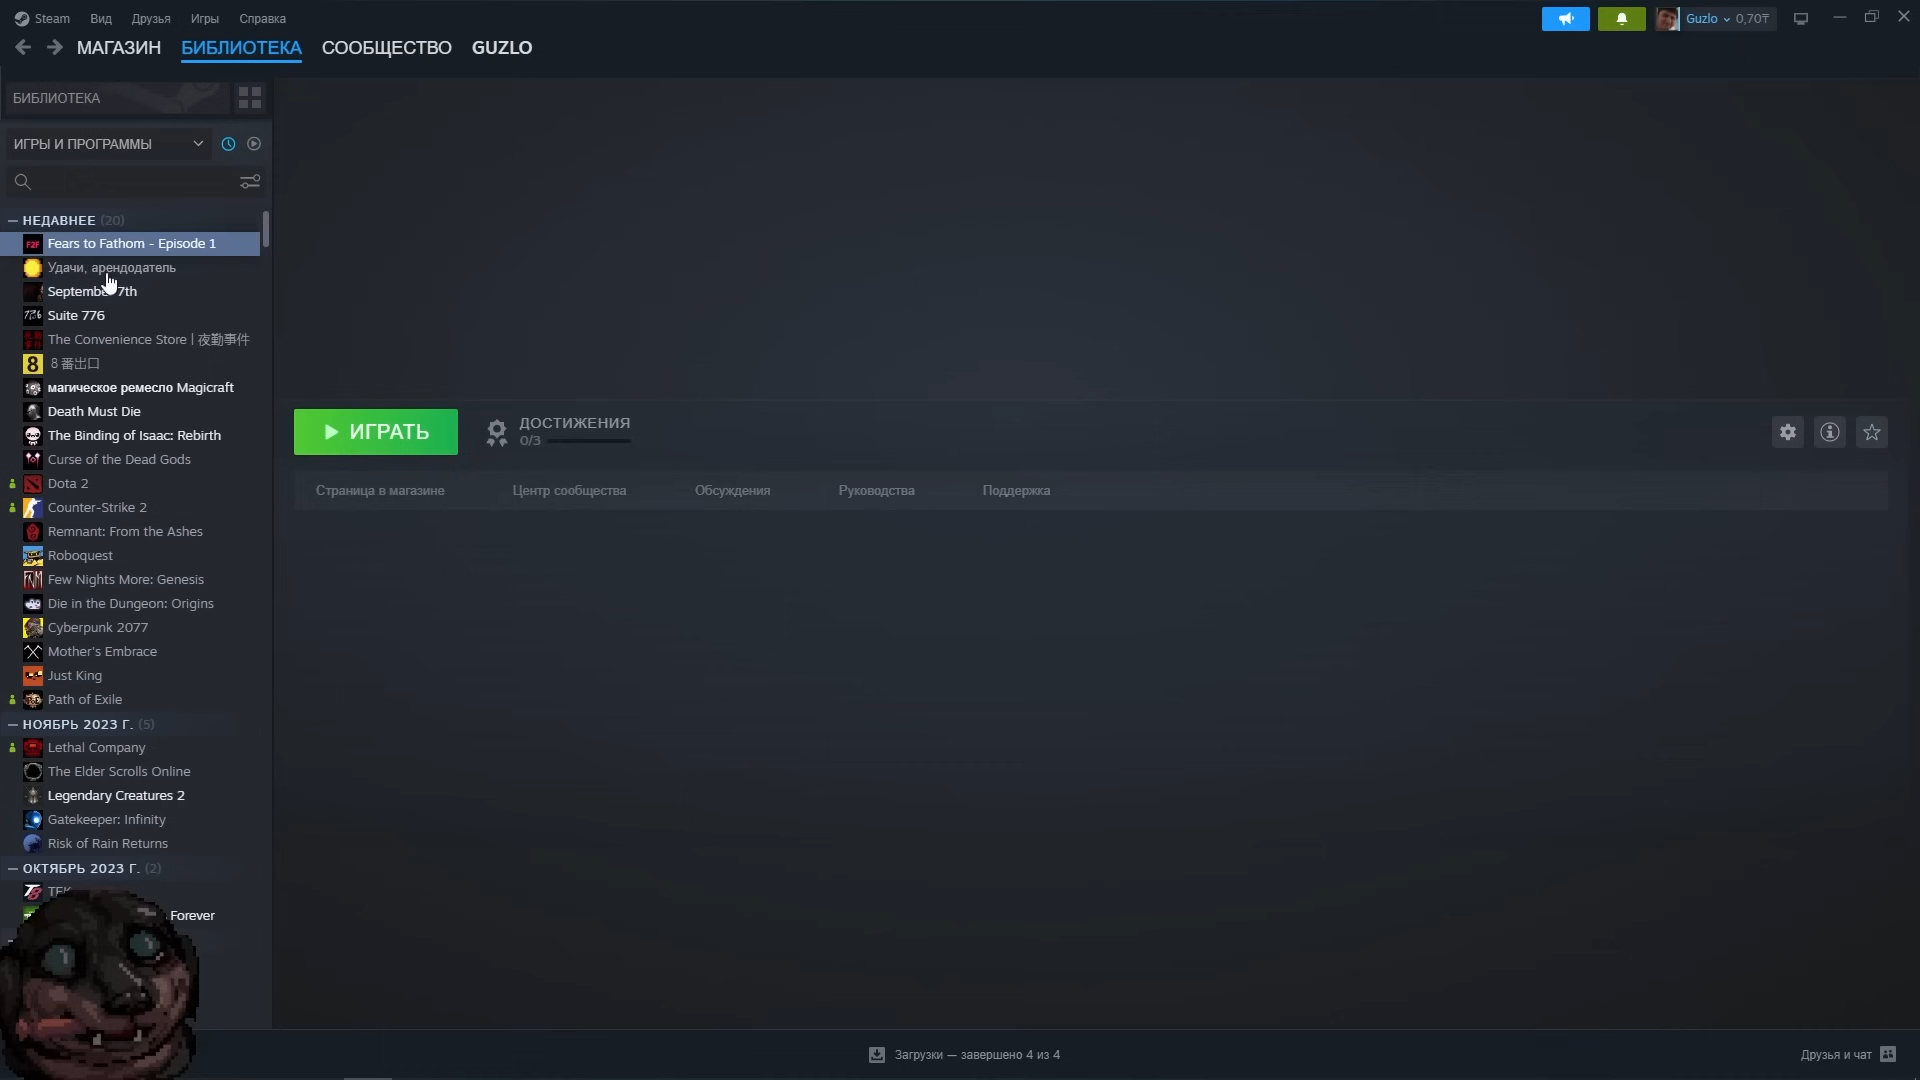 Steam Вид Друзья Игры Справка
Guzlo 0,70₸
МАГАЗИН БИБЛИОТЕКА СООБЩЕСТВО GUZLO
БИБЛИОТЕКА
ИГРЫ И ПРОГРАММЫ
— НЕДАВНЕЕ (20)
F2F Fears to Fathom - Episode 1
Удачи, арендодатель
September 7th
Suite 776
The Convenience Store | 夜勤事件
8 8番出口
магическое ремесло Magicraft
Death Must Die
The Binding of Isaac: Rebirth
Curse of the Dead Gods
Dota 2
Counter-Strike 2
Remnant: From the Ashes
Roboquest
Few Nights More: Genesis
Die in the Dungeon: Origins
Cyberpunk 2077
Mother's Embrace
Just King
Path of Exile
— НОЯБРЬ 2023 Г. (5)
Lethal Company
The Elder Scrolls Online
Legendary Creatures 2
Gatekeeper: Infinity
Risk of Rain Returns
— ОКТЯБРЬ 2023 Г. (2)
Forever
ИГРАТЬ
ДОСТИЖЕНИЯ
0/3
Страница в магазине Центр сообщества Обсуждения Руководства Поддержка
Загрузки — завершено 4 из 4
Друзья и чат